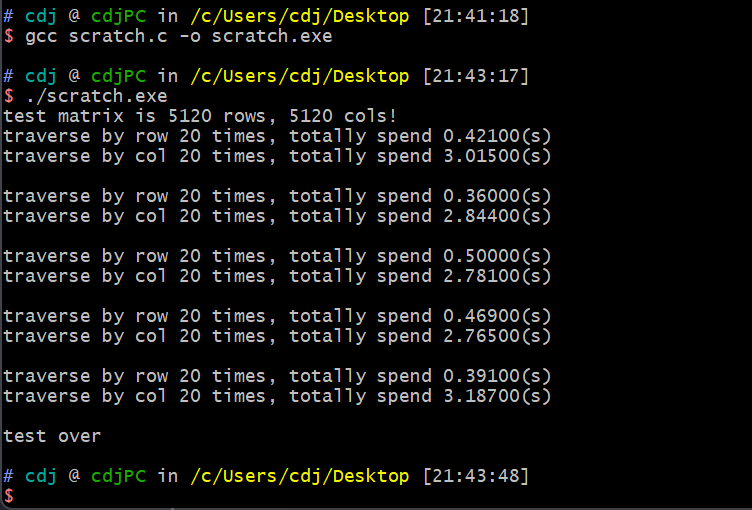 # cdj @ cdjPC in /c/Users/cdj/Desktop [21:41:18]
$ gcc scratch.c -o scratch.exe
# cdj @ cdjPC in /c/Users/cdj/Desktop [21:43:17]
$ ./scratch.exe
test matrix is 5120 rows, 5120 cols!
traverse by row 20 times, totally spend 0.42100(s)
traverse by col 20 times, totally spend 3.01500(s)
traverse by row 20 times, totally spend 0.36000(s)
traverse by col 20 times, totally spend 2.84400(s)
traverse by row 20 times, totally spend 0.50000(s)
traverse by col 20 times, totally spend 2.78100(s)
traverse by row 20 times, totally spend 0.46900(s)
traverse by col 20 times, totally spend 2.76500(s)
traverse by row 20 times, totally spend 0.39100(s)
traverse by col 20 times, totally spend 3.18700(s)
test over
# cdj @ cdjPC in /c/Users/cdj/Desktop [21:43:48]
$